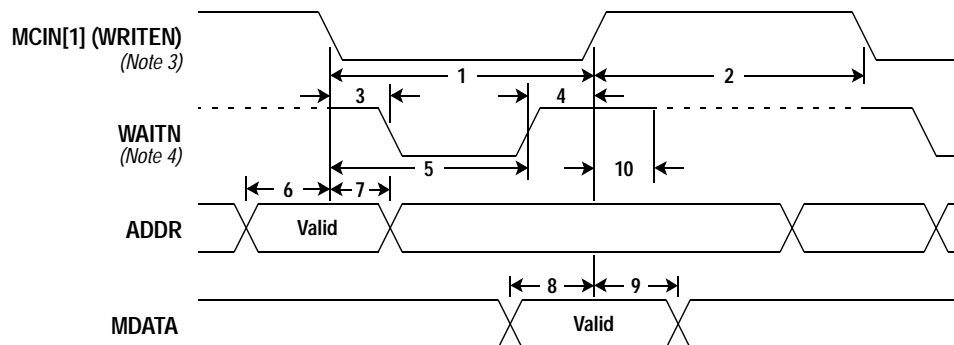 MCIN[1] (WRITEN)
(Note 3)
1
2
3
4
WAITN
(Note 4)
5
10
6
7
ADDR
Valid
8
9
MDATA
Valid